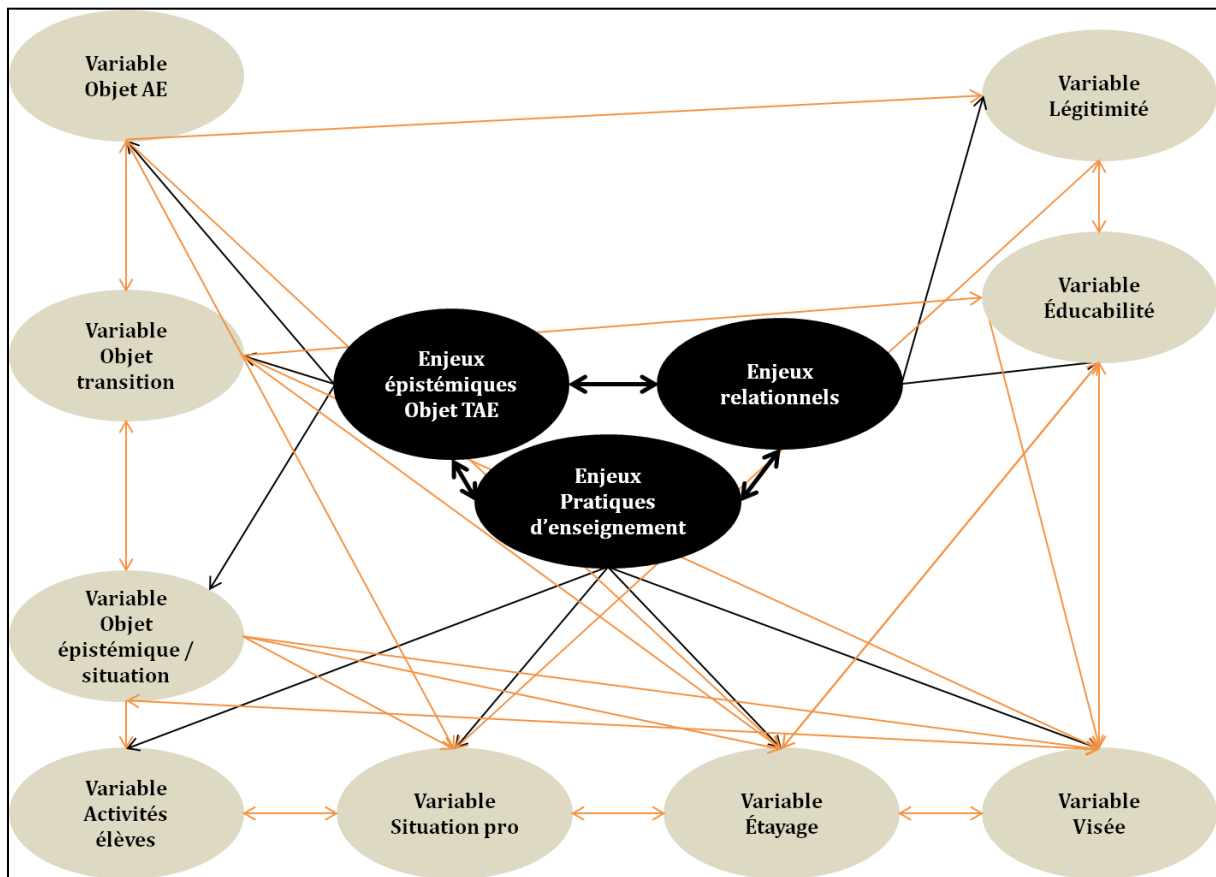 Variable
Objet AE
Variable
Légitimité
Variable
Éducabilité
Variable
Objet
transition
Enjeux
épistémiques
Objet TAE
Enjeux
relationnels
Enjeux
Pratiques
d’enseignement
Variable
Objet
épistémique /
situation
Variable
Activités
élèves
Variable
Situation pro
Variable
Étayage
Variable
Visée